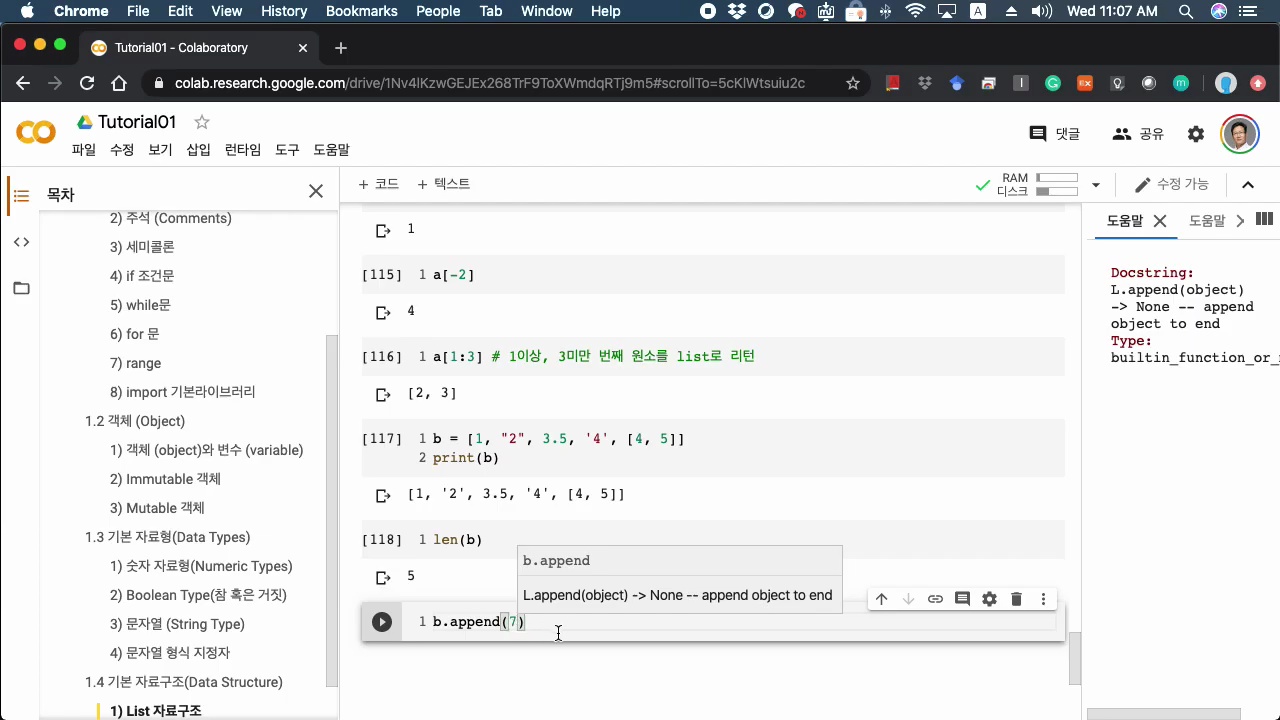 Chrome File Edit View History Bookmarks People Tab Window Help A Wed 11:07 AM
Tutorial01 - Colaboratory
colab.research.google.com/drive/1Nv4lKzwGEJEx268TrF9ToXWmdqRTj9m5#scrollTo=5cKlWtsuiu2c
Tutorial01
댓글 공유
파일 수정 보기 삽입 런타임 도구 도움말
목차
+ 코드 + 텍스트
RAM
디스크
수정 가능
2) 주석 (Comments)
3) 세미콜론
4) if 조건문
5) while문
6) for 문
7) range
8) import 기본라이브러리
1.2 객체 (Object)
1) 객체 (object)와 변수 (variable)
2) Immutable 객체
3) Mutable 객체
1.3 기본 자료형(Data Types)
1) 숫자 자료형(Numeric Types)
2) Boolean Type(참 혹은 거짓)
3) 문자열 (String Type)
4) 문자열 형식 지정자
1.4 기본 자료구조(Data Structure)
1) List 자료구조
1
[115] 1 a[-2]
4
[116] 1 a[1:3] # 1이상, 3미만 번째 원소를 list로 리턴
[2, 3]
[117] 1 b = [1, "2", 3.5, '4', [4, 5]]
2 print(b)
[1, '2', 3.5, '4', [4, 5]]
[118] 1 len(b)
5
b.append
L.append(object) -> None -- append object to end
1 b.append(7)
도움말 도움말
Docstring:
L.append(object)
-> None -- append
object to end
Type:
builtin_function_or_